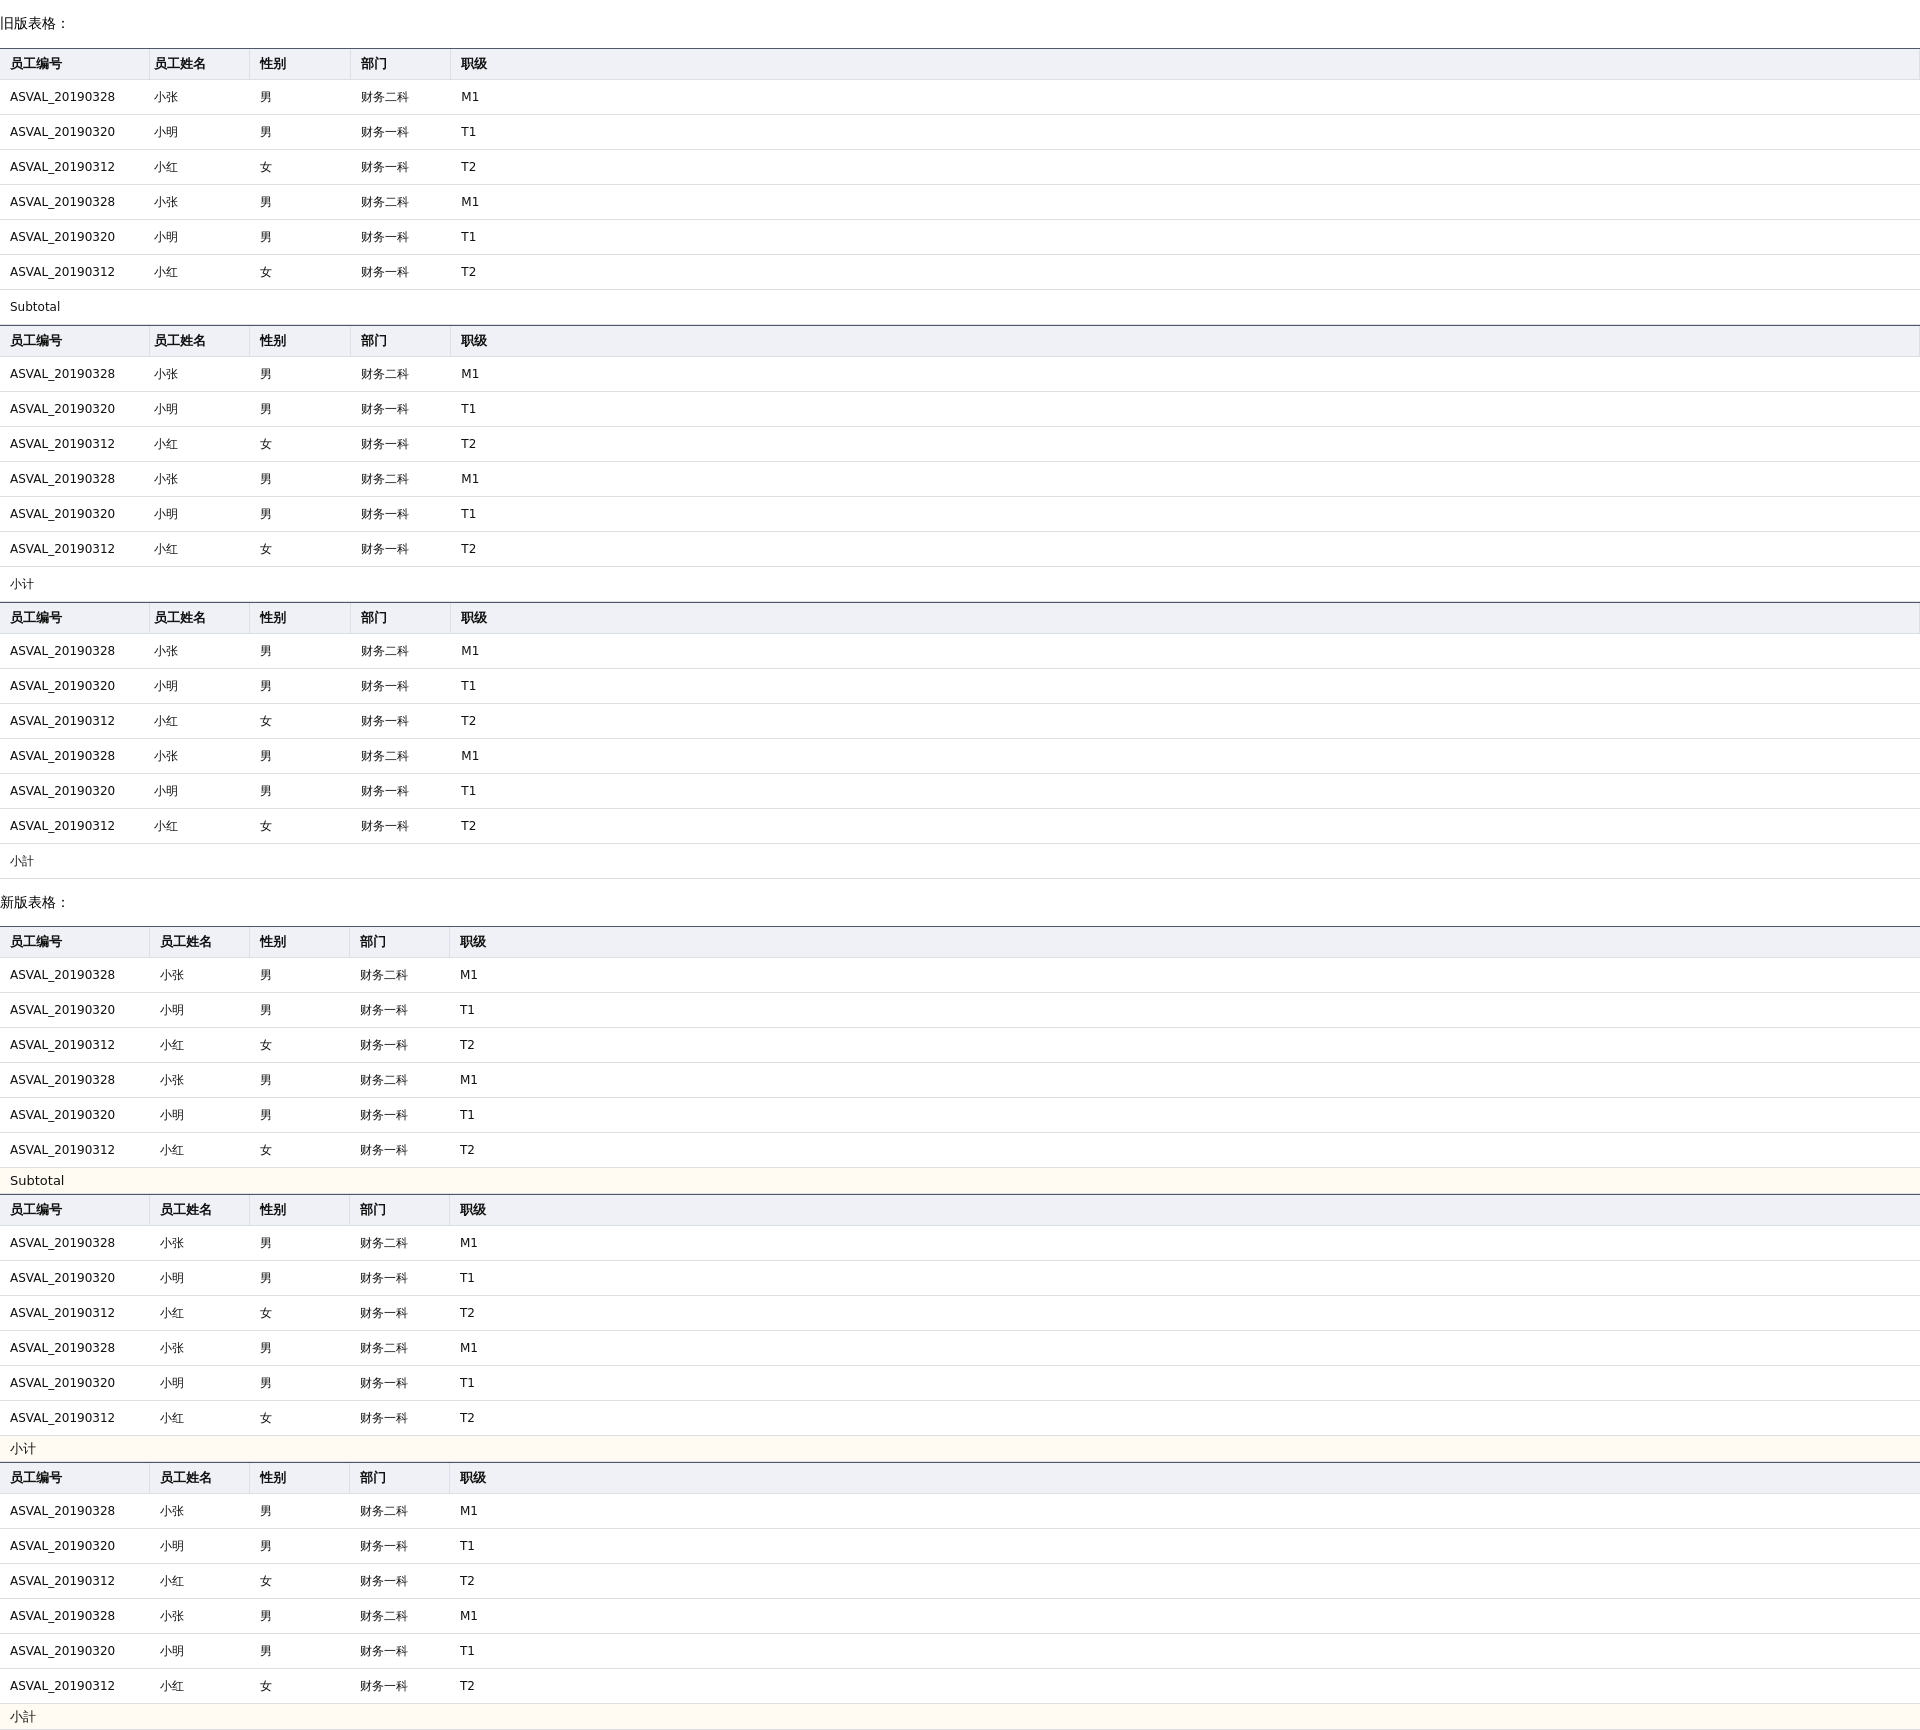 旧版表格：
员工编号 员工姓名 性别 部门 职级
ASVAL_20190328 小张 男 财务二科 M1
ASVAL_20190320 小明 男 财务一科 T1
ASVAL_20190312 小红 女 财务一科 T2
ASVAL_20190328 小张 男 财务二科 M1
ASVAL_20190320 小明 男 财务一科 T1
ASVAL_20190312 小红 女 财务一科 T2
Subtotal
员工编号 员工姓名 性别 部门 职级
ASVAL_20190328 小张 男 财务二科 M1
ASVAL_20190320 小明 男 财务一科 T1
ASVAL_20190312 小红 女 财务一科 T2
ASVAL_20190328 小张 男 财务二科 M1
ASVAL_20190320 小明 男 财务一科 T1
ASVAL_20190312 小红 女 财务一科 T2
小计
员工编号 员工姓名 性别 部门 职级
ASVAL_20190328 小张 男 财务二科 M1
ASVAL_20190320 小明 男 财务一科 T1
ASVAL_20190312 小红 女 财务一科 T2
ASVAL_20190328 小张 男 财务二科 M1
ASVAL_20190320 小明 男 财务一科 T1
ASVAL_20190312 小红 女 财务一科 T2
小計
新版表格：
员工编号 员工姓名 性别 部门 职级
ASVAL_20190328 小张 男 财务二科 M1
ASVAL_20190320 小明 男 财务一科 T1
ASVAL_20190312 小红 女 财务一科 T2
ASVAL_20190328 小张 男 财务二科 M1
ASVAL_20190320 小明 男 财务一科 T1
ASVAL_20190312 小红 女 财务一科 T2
Subtotal
员工编号 员工姓名 性别 部门 职级
ASVAL_20190328 小张 男 财务二科 M1
ASVAL_20190320 小明 男 财务一科 T1
ASVAL_20190312 小红 女 财务一科 T2
ASVAL_20190328 小张 男 财务二科 M1
ASVAL_20190320 小明 男 财务一科 T1
ASVAL_20190312 小红 女 财务一科 T2
小计
员工编号 员工姓名 性别 部门 职级
ASVAL_20190328 小张 男 财务二科 M1
ASVAL_20190320 小明 男 财务一科 T1
ASVAL_20190312 小红 女 财务一科 T2
ASVAL_20190328 小张 男 财务二科 M1
ASVAL_20190320 小明 男 财务一科 T1
ASVAL_20190312 小红 女 财务一科 T2
小計